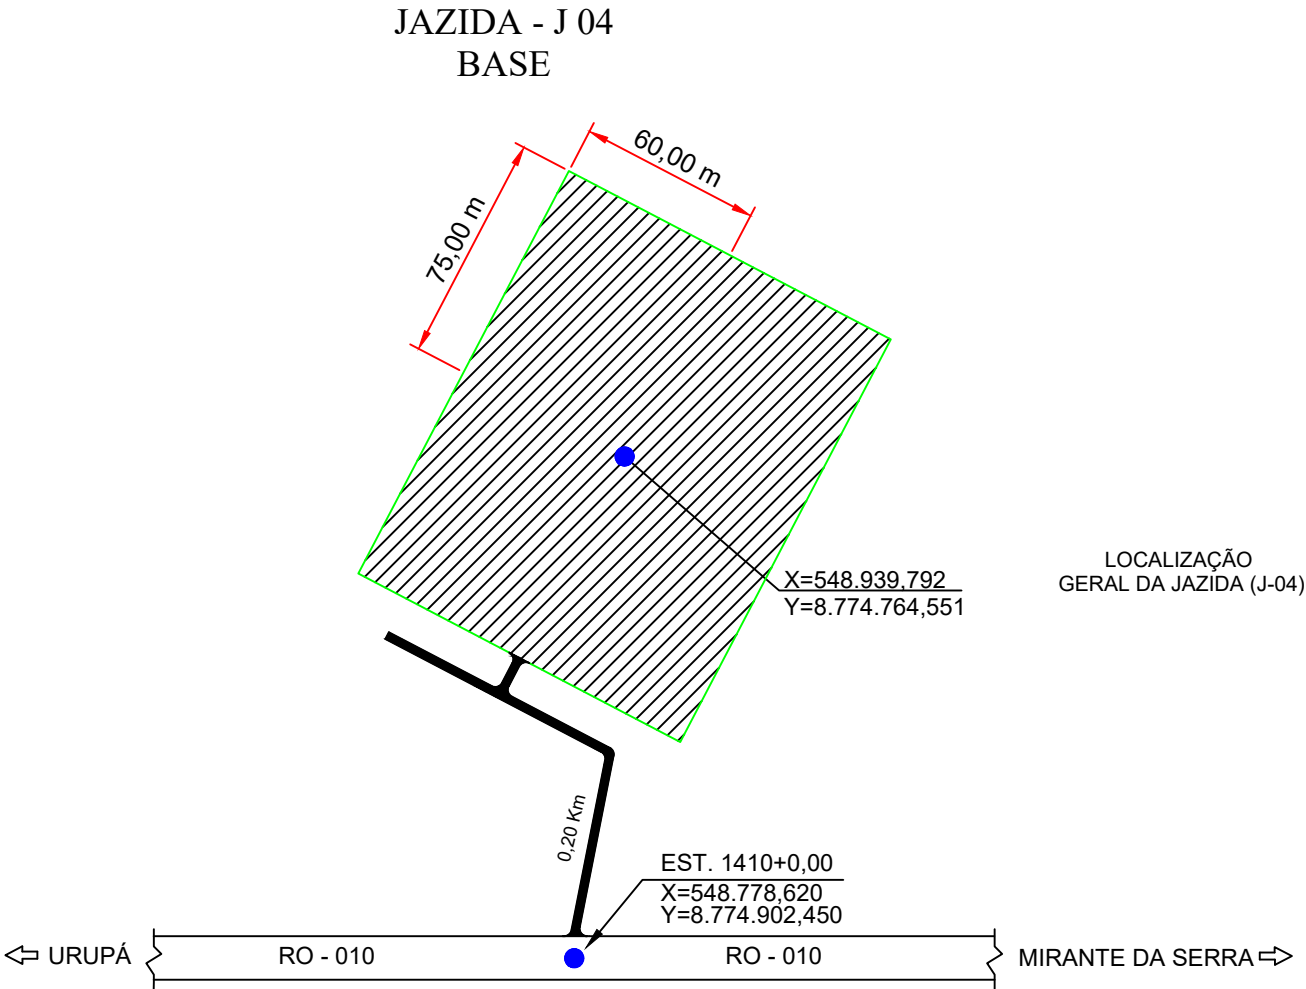 JAZIDA - J 04
BASE
60,00 m
75,00 m
X=548.939,792
Y=8.774.764,551
LOCALIZAÇÃO
GERAL DA JAZIDA (J-04)
0,20 Km
EST. 1410+0,00
X=548.778,620
Y=8.774.902,450
URUPÁ
RO - 010
RO - 010
MIRANTE DA SERRA